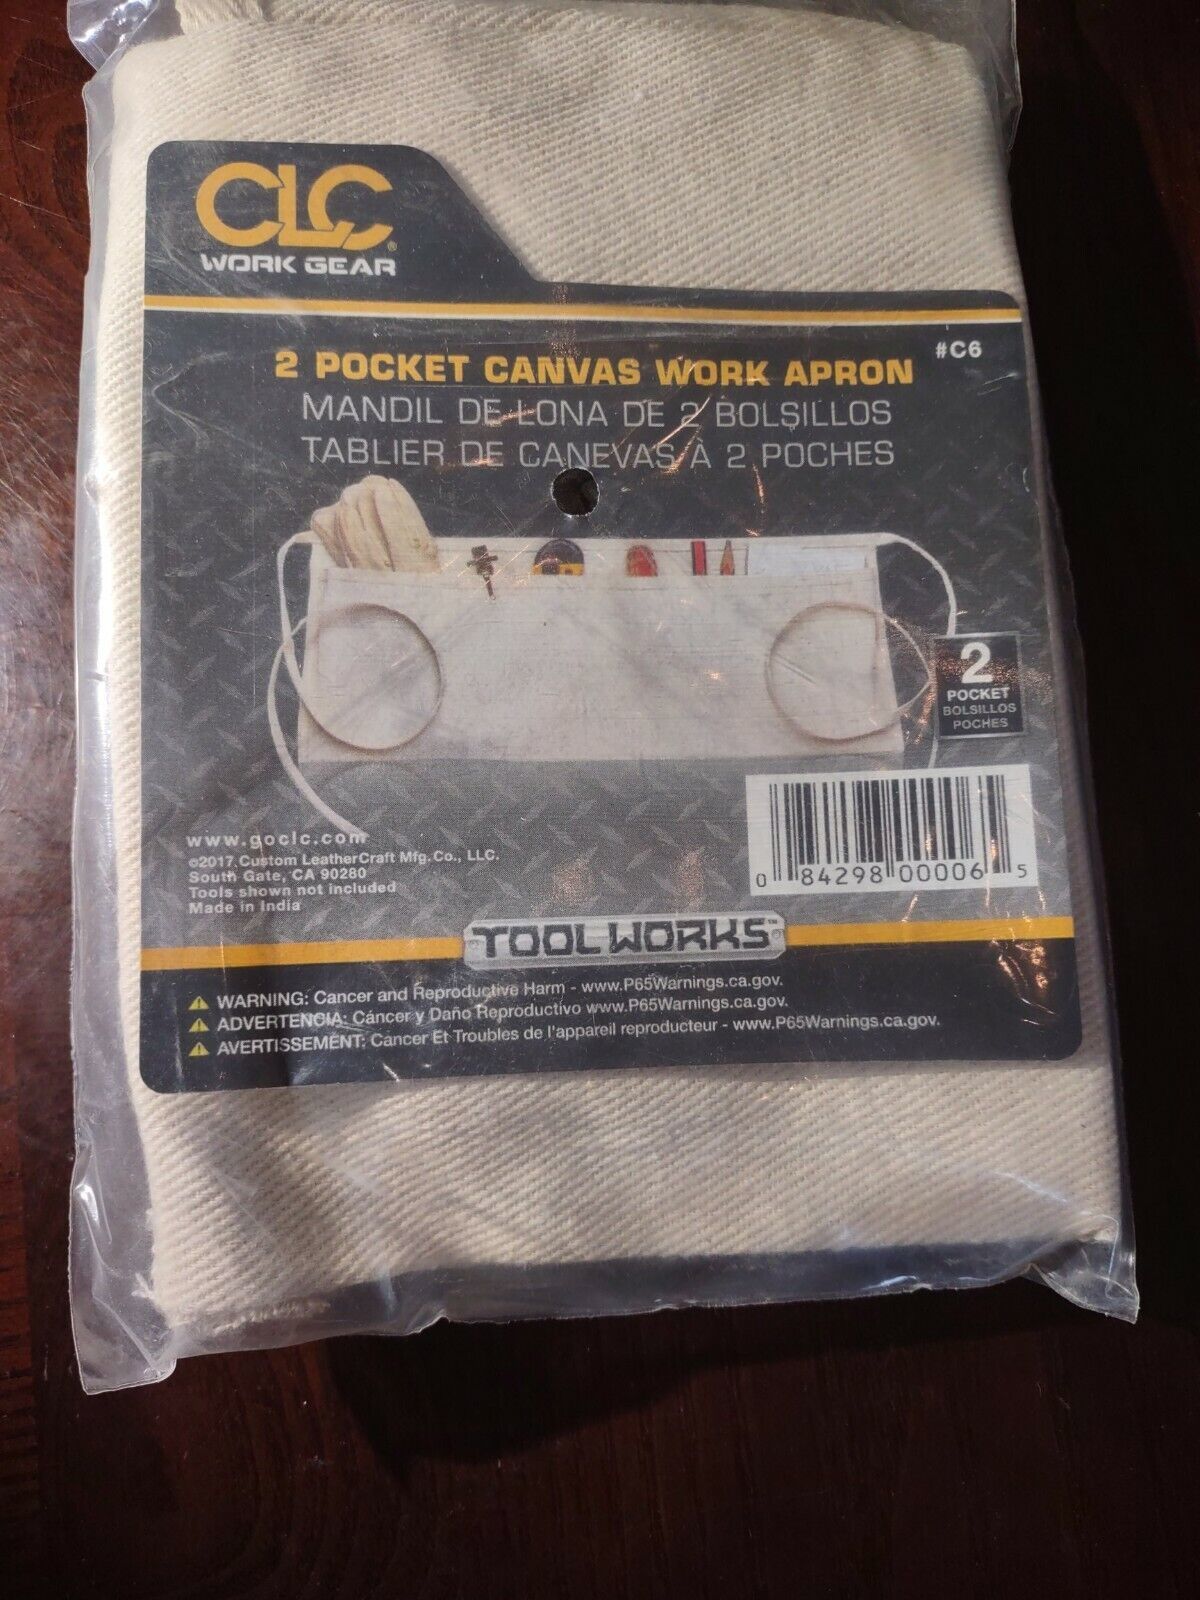 CLC®
WORK GEAR
#C6
2 POCKET CANVAS WORK APRON
MANDIL DE LONA DE 2 BOLSILLOS
TABLIER DE CANEVAS À 2 POCHES
2
POCKET
BOLSILLOS
POCHES
www.goclc.com
©2017 Custom LeatherCraft Mfg. Co., LLC.
South Gate, CA 90280
Tools shown not included
Made in India
0 84298 00006 5
TOOL WORKS™
WARNING: Cancer and Reproductive Harm - www.P65Warnings.ca.gov.
ADVERTENCIA: Cáncer y Daño Reproductivo www.P65Warnings.ca.gov.
AVERTISSEMENT: Cancer Et Troubles de l'appareil reproducteur - www.P65Warnings.ca.gov.